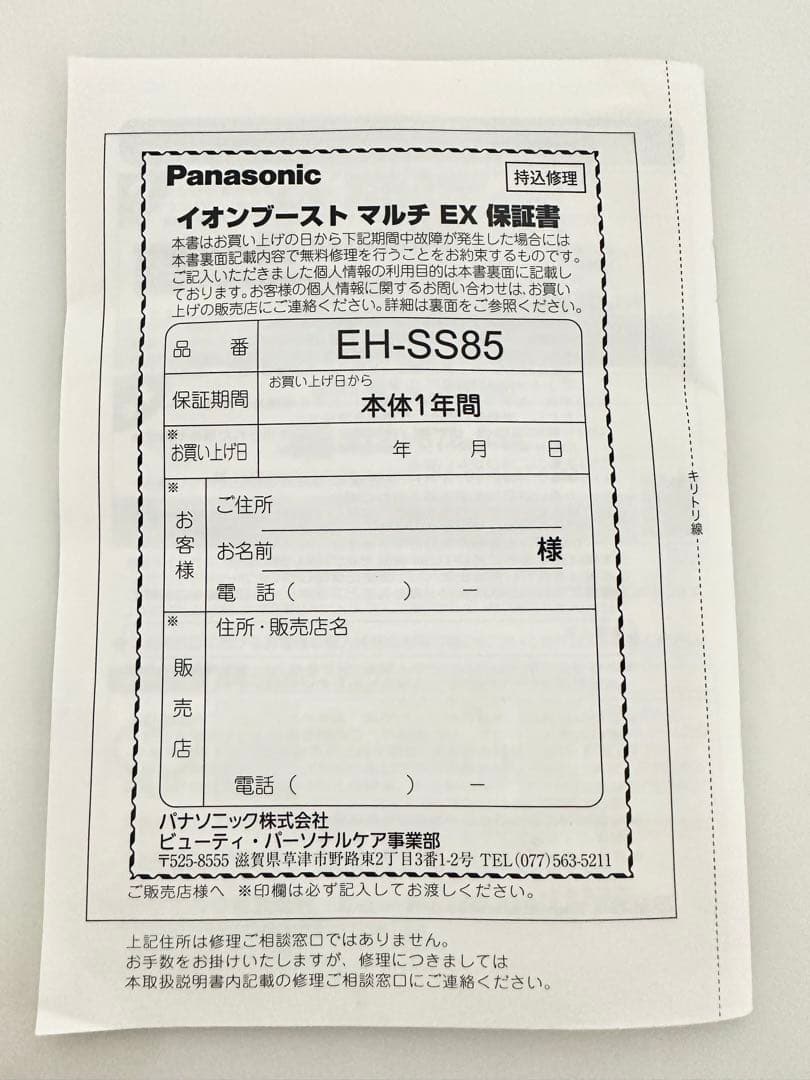 Panasonic
持込修理
イオンブースト マルチ EX 保証書
本書はお買い上げの日から下記期間中故障が発生した場合には
本書裏面記載内容で無料修理を行うことをお約束するものです。
ご記入いただきました個人情報の利用目的は本書裏面に記載し
ております。お客様の個人情報に関するお問い合わせは、お買い
上げの販売店にご連絡ください。詳細は裏面をご参照ください。
品 番 EH-SS85
保証期間 お買い上げ日から
本体1年間
※
お買い上げ日 年 月 日
※
お客様
ご住所
お名前 様
電 話 ( ) −
※
販売店
住所・販売店名
電話 ( ) −
パナソニック株式会社
ビューティ・パーソナルケア事業部
〒525-8555 滋賀県草津市野路東2丁目3番1-2号 TEL(077)563-5211
ご販売店様へ ※印欄は必ず記入してお渡しください。
上記住所は修理ご相談窓口ではありません。
お手数をお掛けいたしますが、修理につきましては
本取扱説明書内記載の修理ご相談窓口にご連絡ください。
キリトリ線